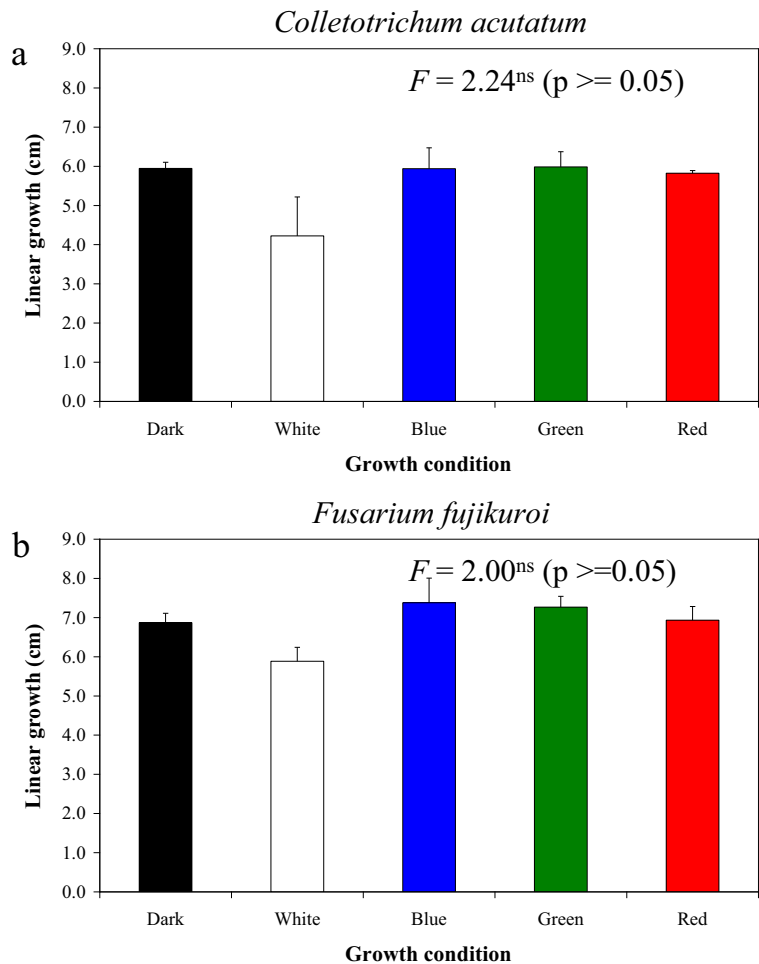 Colletotrichum acutatum
a
F = 2.24ns (p >= 0.05)
9.0
8.0
7.0
6.0
5.0
4.0
3.0
2.0
1.0
0.0
Linear growth (cm)
Dark White Blue Green Red
Growth condition
Fusarium fujikuroi
b
F = 2.00ns (p >=0.05)
9.0
8.0
7.0
6.0
5.0
4.0
3.0
2.0
1.0
0.0
Linear growth (cm)
Dark White Blue Green Red
Growth condition